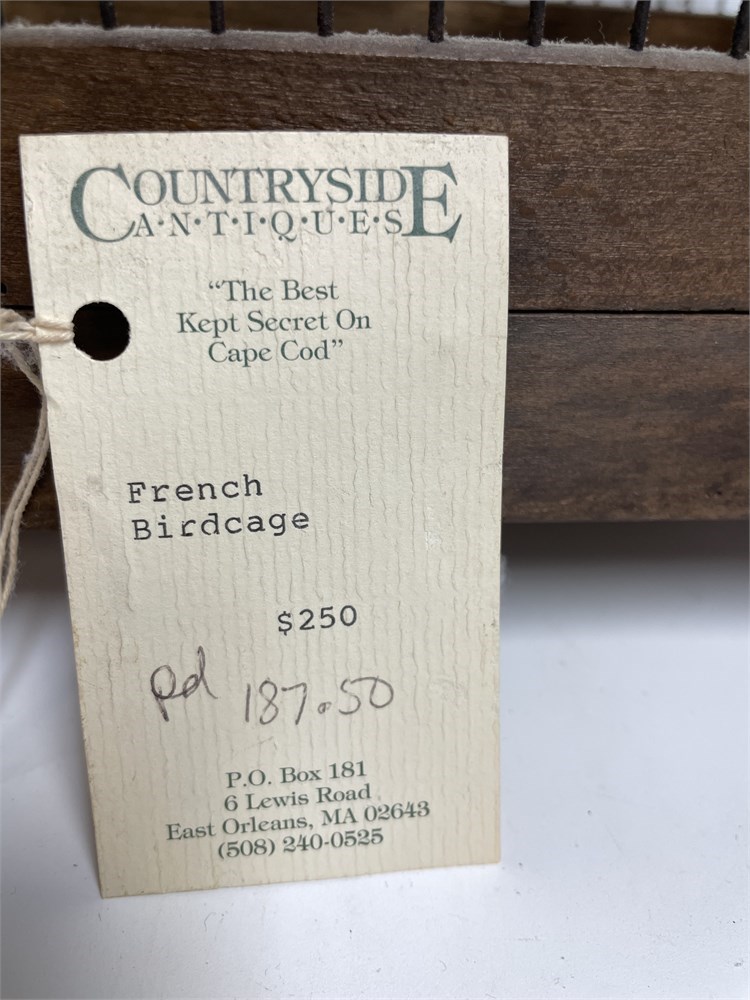 COUNTRYSIDE
A·N·T·I·Q·U·E·S
“The Best
Kept Secret On
Cape Cod”
French
Birdcage
$250
pd 187.50
P.O. Box 181
6 Lewis Road
East Orleans, MA 02643
(508) 240-0525